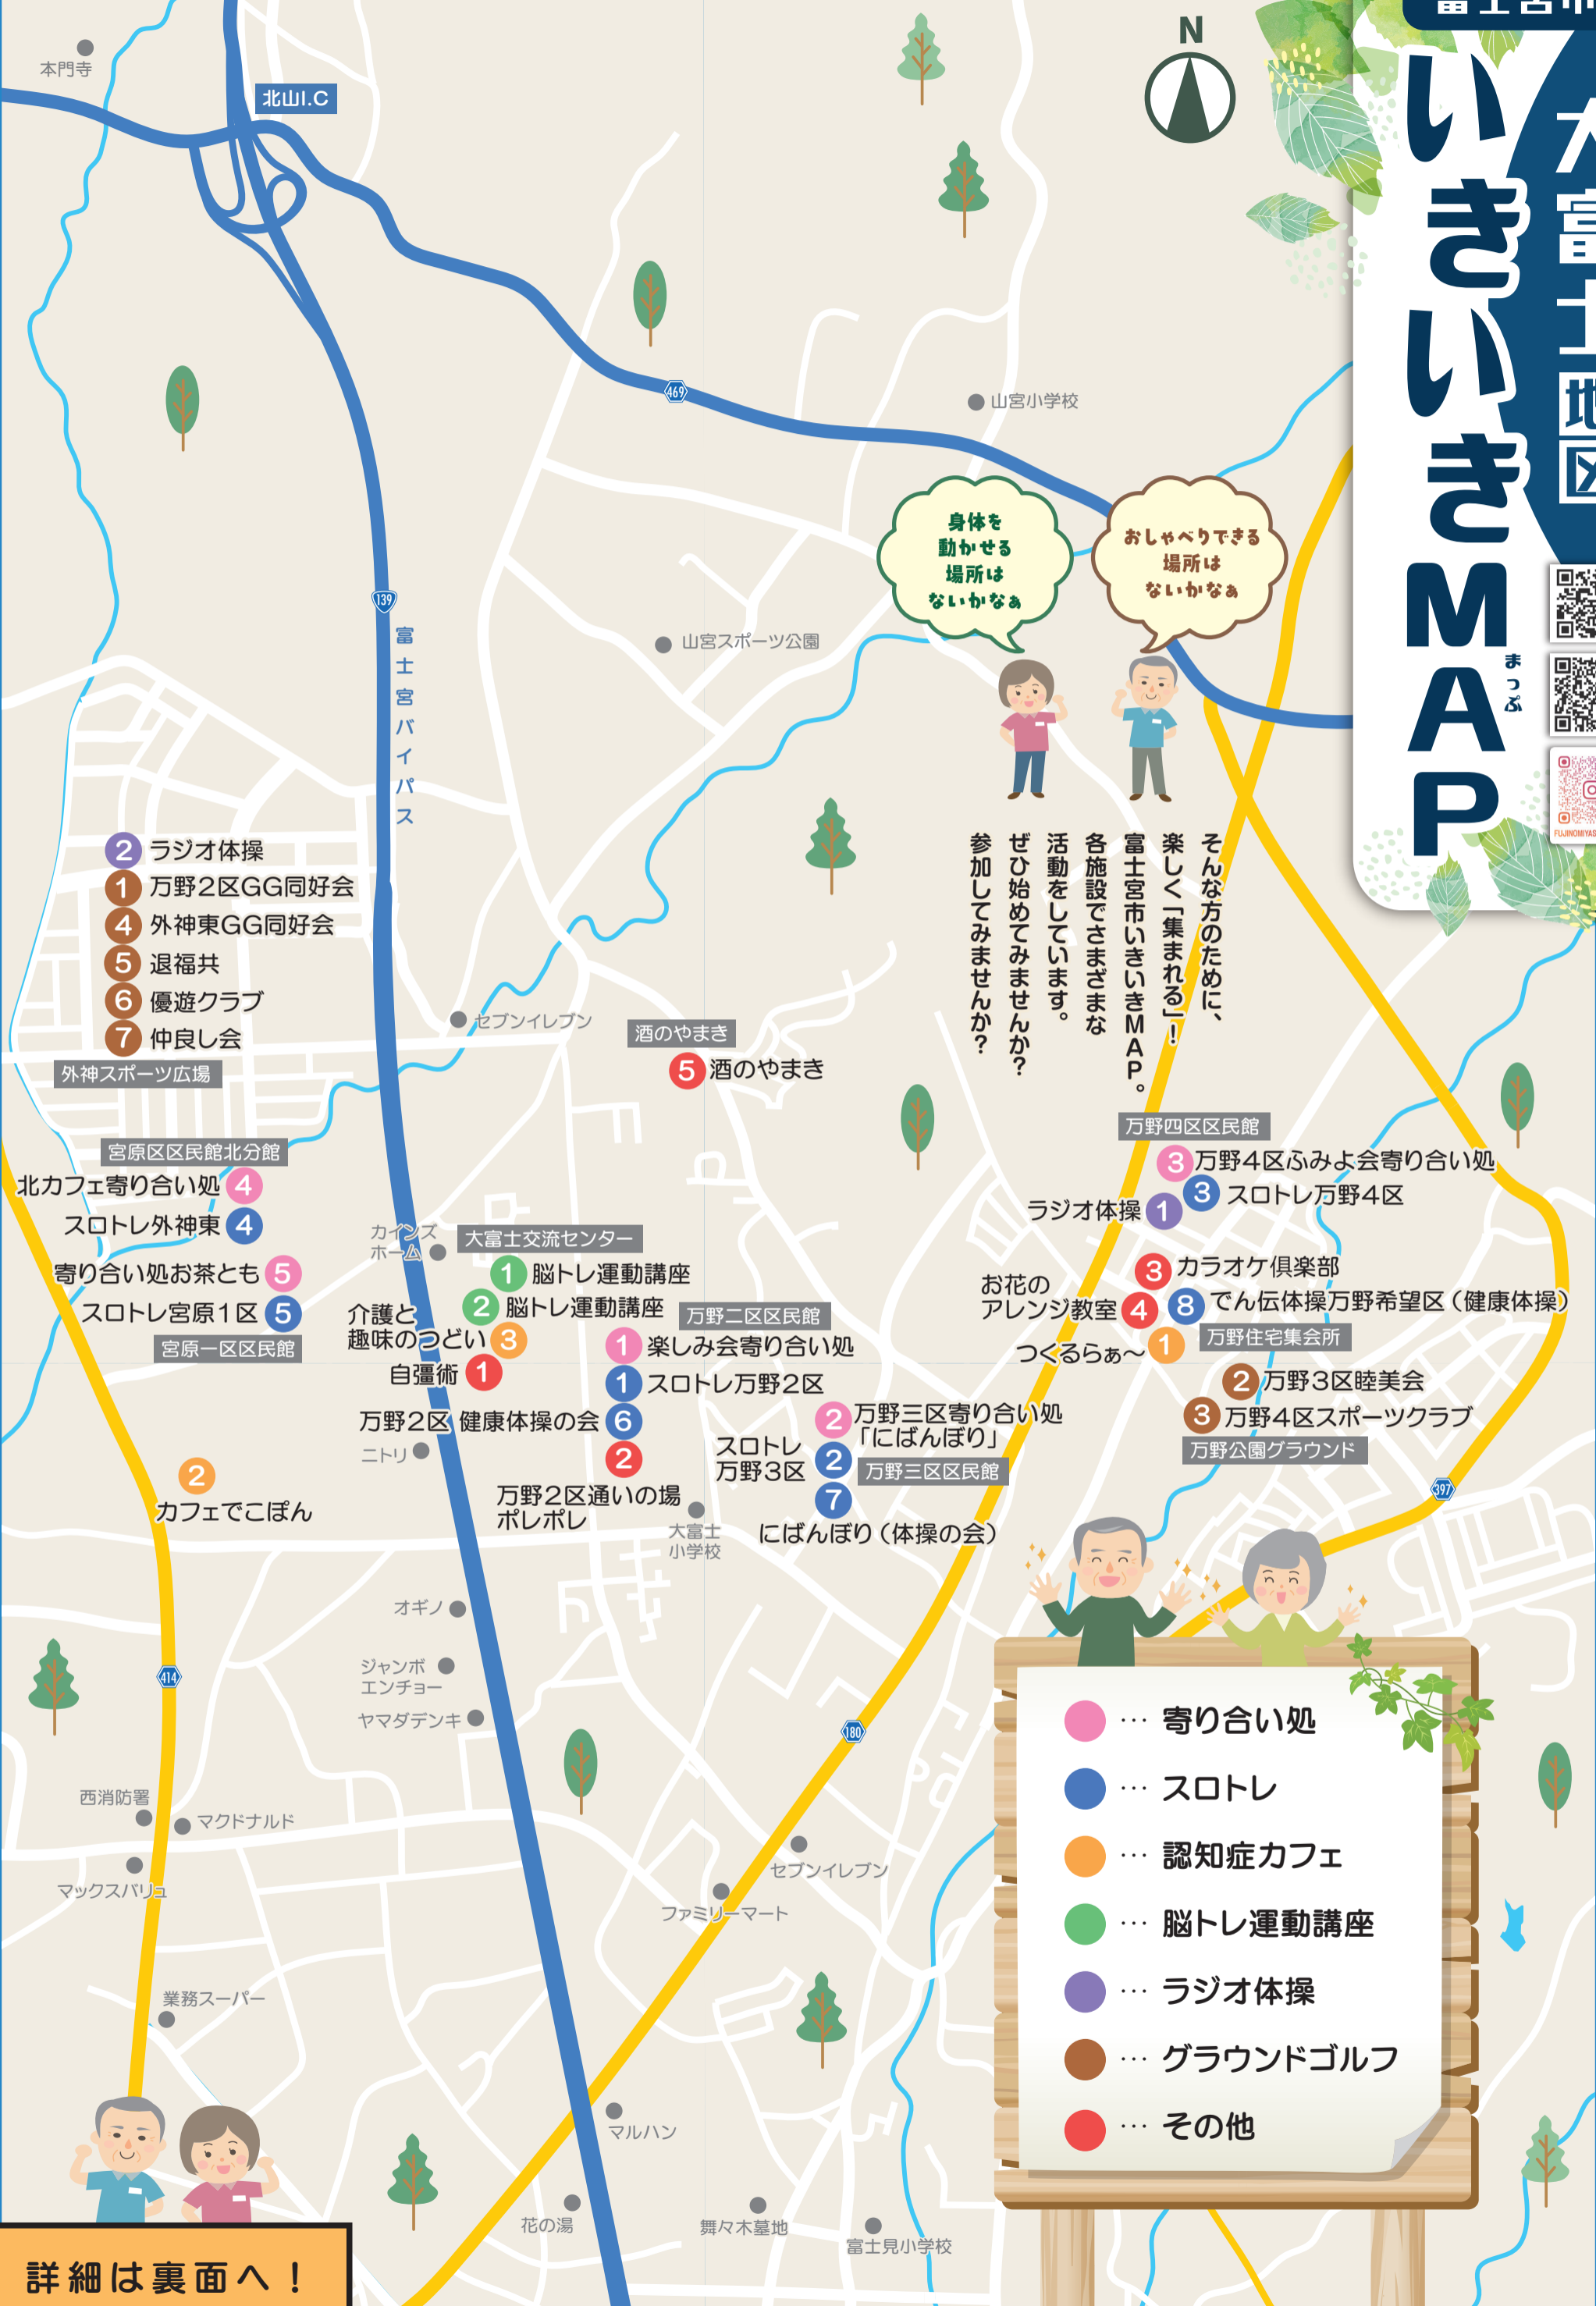 いきいきMAP
まっぷ
富士
地区
N
本門寺
北山I.C
469
山宮小学校
身体を
動かせる
場所は
ないかなぁ
おしゃべりできる
場所は
ないかなぁ
139
富士宮バイパス
山宮スポーツ公園
そんな方のために、
楽しく「集まれる」!
富士宮市いきいきMAP。
各施設でさまざまな
活動をしています。
ぜひ始めてみませんか?
参加してみませんか?
2 ラジオ体操
1 万野2区GG同好会
4 外神東GG同好会
5 退福共
6 優遊クラブ
7 仲良し会
外神スポーツ広場
セブンイレブン
酒のやまき
5 酒のやまき
宮原区区民館北分館
北カフェ寄り合い処 4
スロトレ外神東 4
寄り合い処お茶とも 5
スロトレ宮原1区 5
宮原一区区民館
カインズ
ホーム
大富士交流センター
1 脳トレ運動講座
2 脳トレ運動講座
介護と
趣味のつどい 3
自彊術 1
万野二区区民館
1 楽しみ会寄り合い処
1 スロトレ万野2区
万野2区 健康体操の会 6
2
万野2区通いの場
ポレポレ
ニトリ
2
カフェでこぽん
2 万野三区寄り合い処
「にばんぼり」
スロトレ
万野3区 2
万野三区区民館
7
にばんぼり(体操の会)
大富士
小学校
万野四区区民館
3 万野4区ふみよ会寄り合い処
3 スロトレ万野4区
ラジオ体操 1
3 カラオケ倶楽部
お花の
アレンジ教室 4
8 でん伝体操万野希望区(健康体操)
つくるらぁ〜 1
万野住宅集会所
2 万野3区睦美会
3 万野4区スポーツクラブ
万野公園グラウンド
397
オギノ
ジャンボ
エンチョー
ヤマダデンキ
414
180
西消防署
マクドナルド
マックスバリュ
セブンイレブン
ファミリーマート
業務スーパー
マルハン
花の湯
舞々木墓地
富士見小学校
… 寄り合い処
… スロトレ
… 認知症カフェ
… 脳トレ運動講座
… ラジオ体操
… グラウンドゴルフ
… その他
詳細は裏面へ!